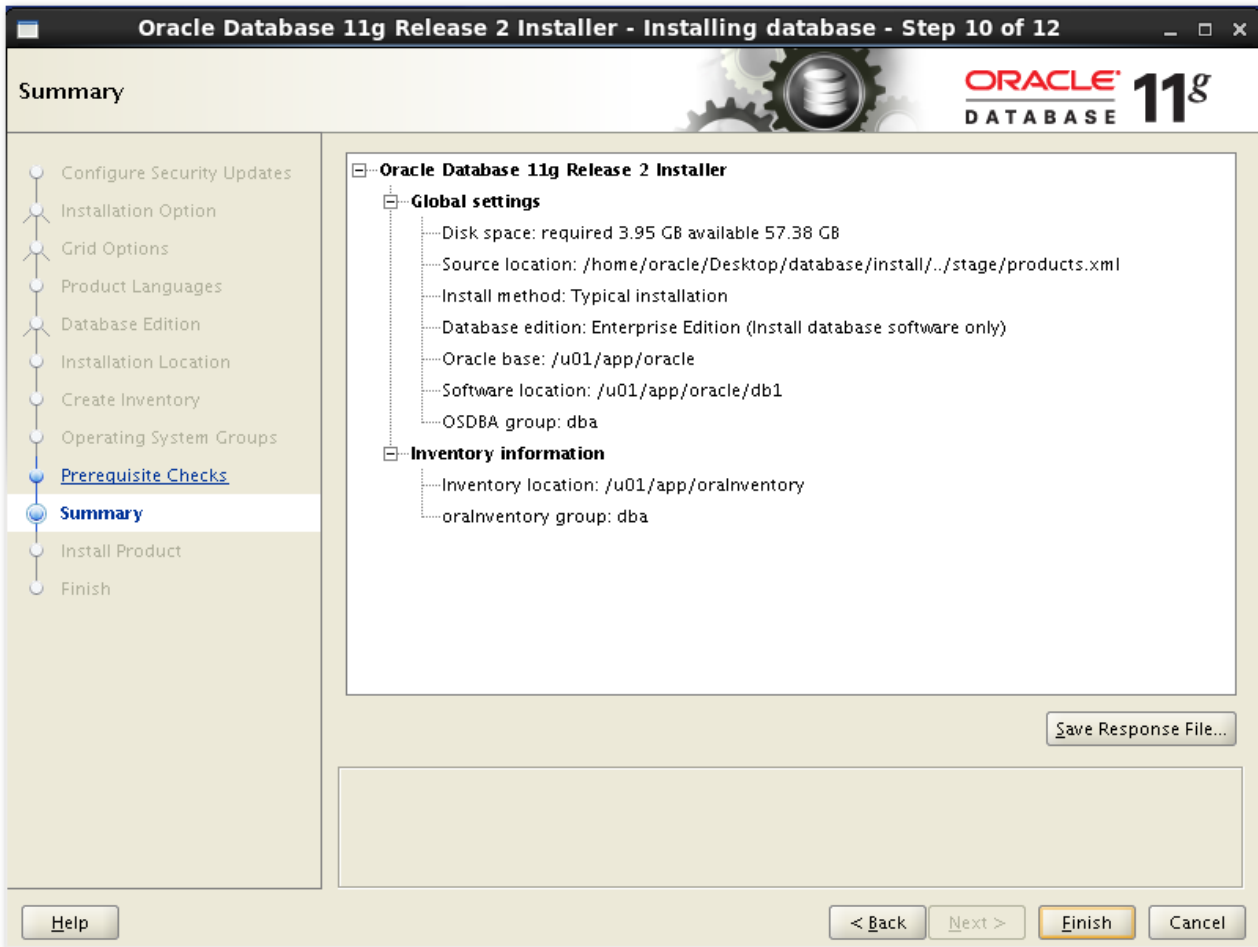 Oracle Database 11g Release 2 Installer - Installing database - Step 10 of 12
Summary
ORACLE DATABASE 11g
Configure Security Updates
Installation Option
Grid Options
Product Languages
Database Edition
Installation Location
Create Inventory
Operating System Groups
Prerequisite Checks
Summary
Install Product
Finish
Oracle Database 11g Release 2 Installer
Global settings
Disk space: required 3.95 GB available 57.38 GB
Source location: /home/oracle/Desktop/database/install/../stage/products.xml
Install method: Typical installation
Database edition: Enterprise Edition (Install database software only)
Oracle base: /u01/app/oracle
Software location: /u01/app/oracle/db1
OSDBA group: dba
Inventory information
Inventory location: /u01/app/oraInventory
oraInventory group: dba
Save Response File...
Help
< Back
Next >
Finish
Cancel